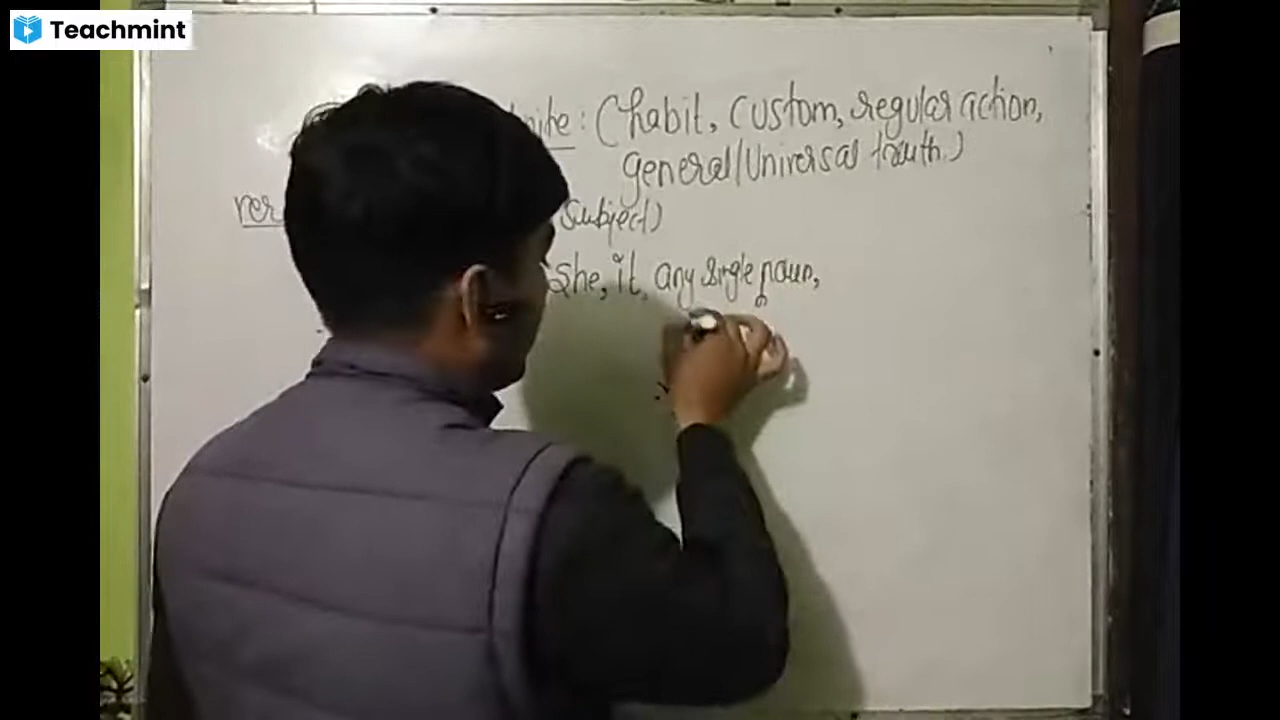 Teachmint
: (habit, custom, regular action,
general/Universal truth.)
Subject)
She, it, any single noun,